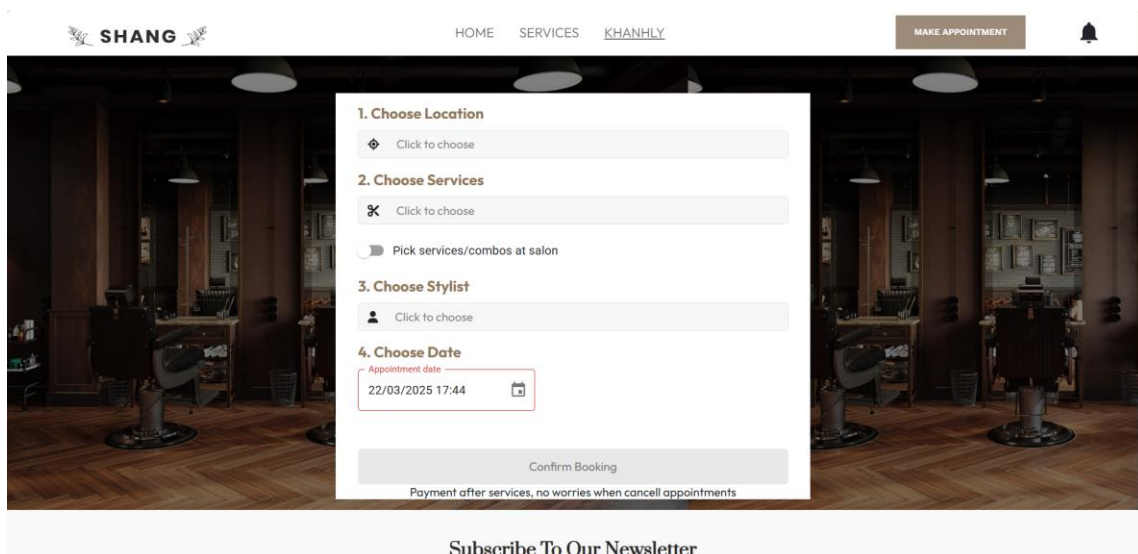 SHANG
HOME SERVICES KHANHLY
MAKE APPOINTMENT
1. Choose Location
Click to choose
2. Choose Services
Click to choose
Pick services/combos at salon
3. Choose Stylist
Click to choose
4. Choose Date
Appointment date
22/03/2025 17:44
Confirm Booking
Payment after services, no worries when cancell appointments
Subscribe To Our Newsletter